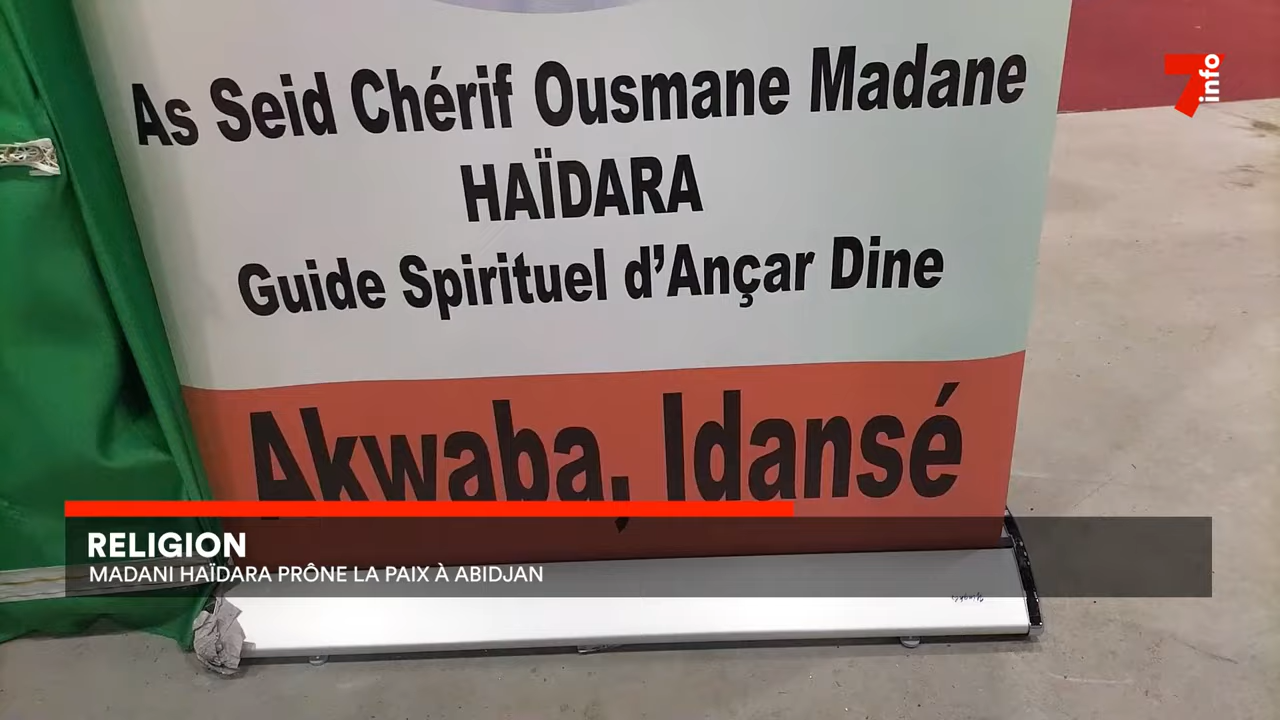 7info
As Seid Chérif Ousmane Madane
HAÏDARA
Guide Spirituel d'Ançar Dine
Akwaba, Idansé
RELIGION
MADANI HAÏDARA PRÔNE LA PAIX À ABIDJAN